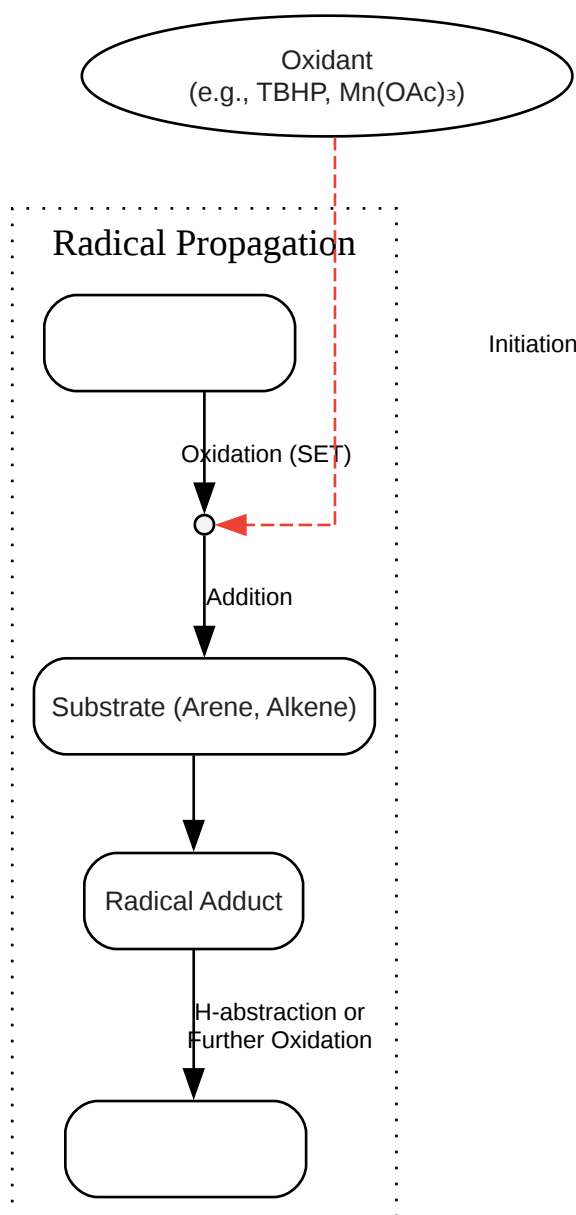 Oxidant
(e.g., TBHP, Mn(OAc)₃)
Radical Propagation
Initiation
Oxidation (SET)
Addition
Substrate (Arene, Alkene)
Radical Adduct
H-abstraction or
Further Oxidation